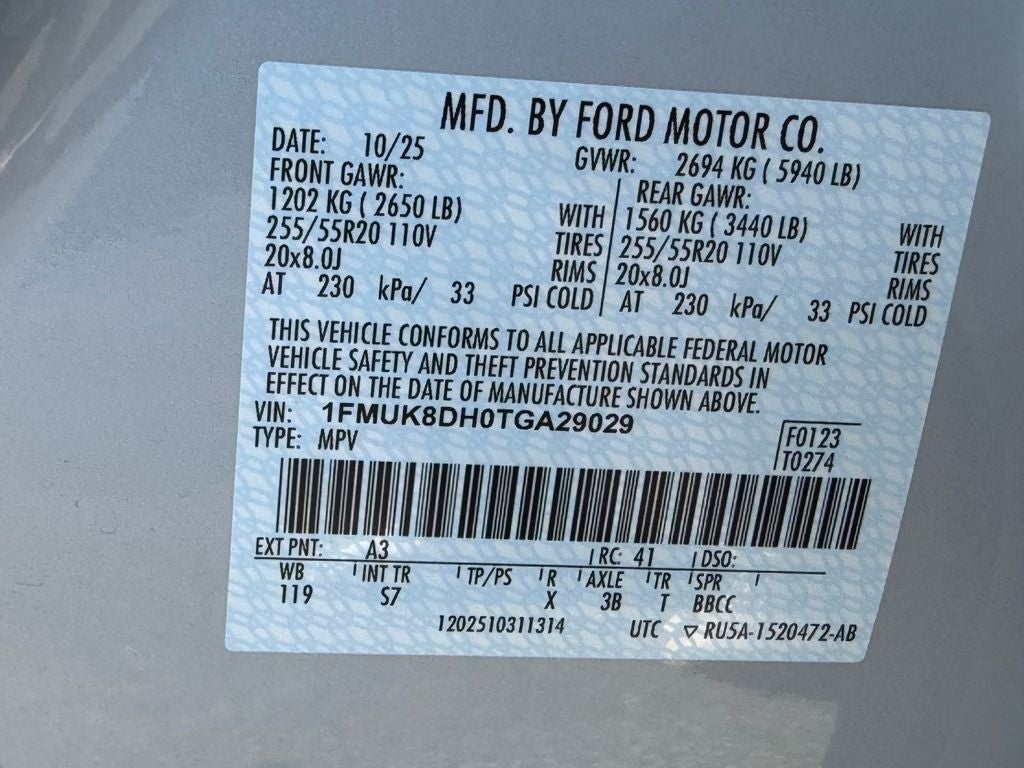 MFD. BY FORD MOTOR CO.
DATE: 10/25 GVWR: 2694 KG ( 5940 LB)
FRONT GAWR: REAR GAWR:
1202 KG ( 2650 LB) WITH 1560 KG ( 3440 LB) WITH
255/55R20 110V TIRES 255/55R20 110V TIRES
20x8.0J RIMS 20x8.0J RIMS
AT 230 kPa/ 33 PSI COLD AT 230 kPa/ 33 PSI COLD
THIS VEHICLE CONFORMS TO ALL APPLICABLE FEDERAL MOTOR
VEHICLE SAFETY AND THEFT PREVENTION STANDARDS IN
EFFECT ON THE DATE OF MANUFACTURE SHOWN ABOVE.
VIN: 1FMUK8DH0TGA29029
TYPE: MPV
F0123
T0274
EXT PNT: A3 RC: 41 DSO:
WB INT TR TP/PS R AXLE TR SPR
119 S7 X 3B T BBCC
1202510311314 UTC ▽ RU5A-1520472-AB